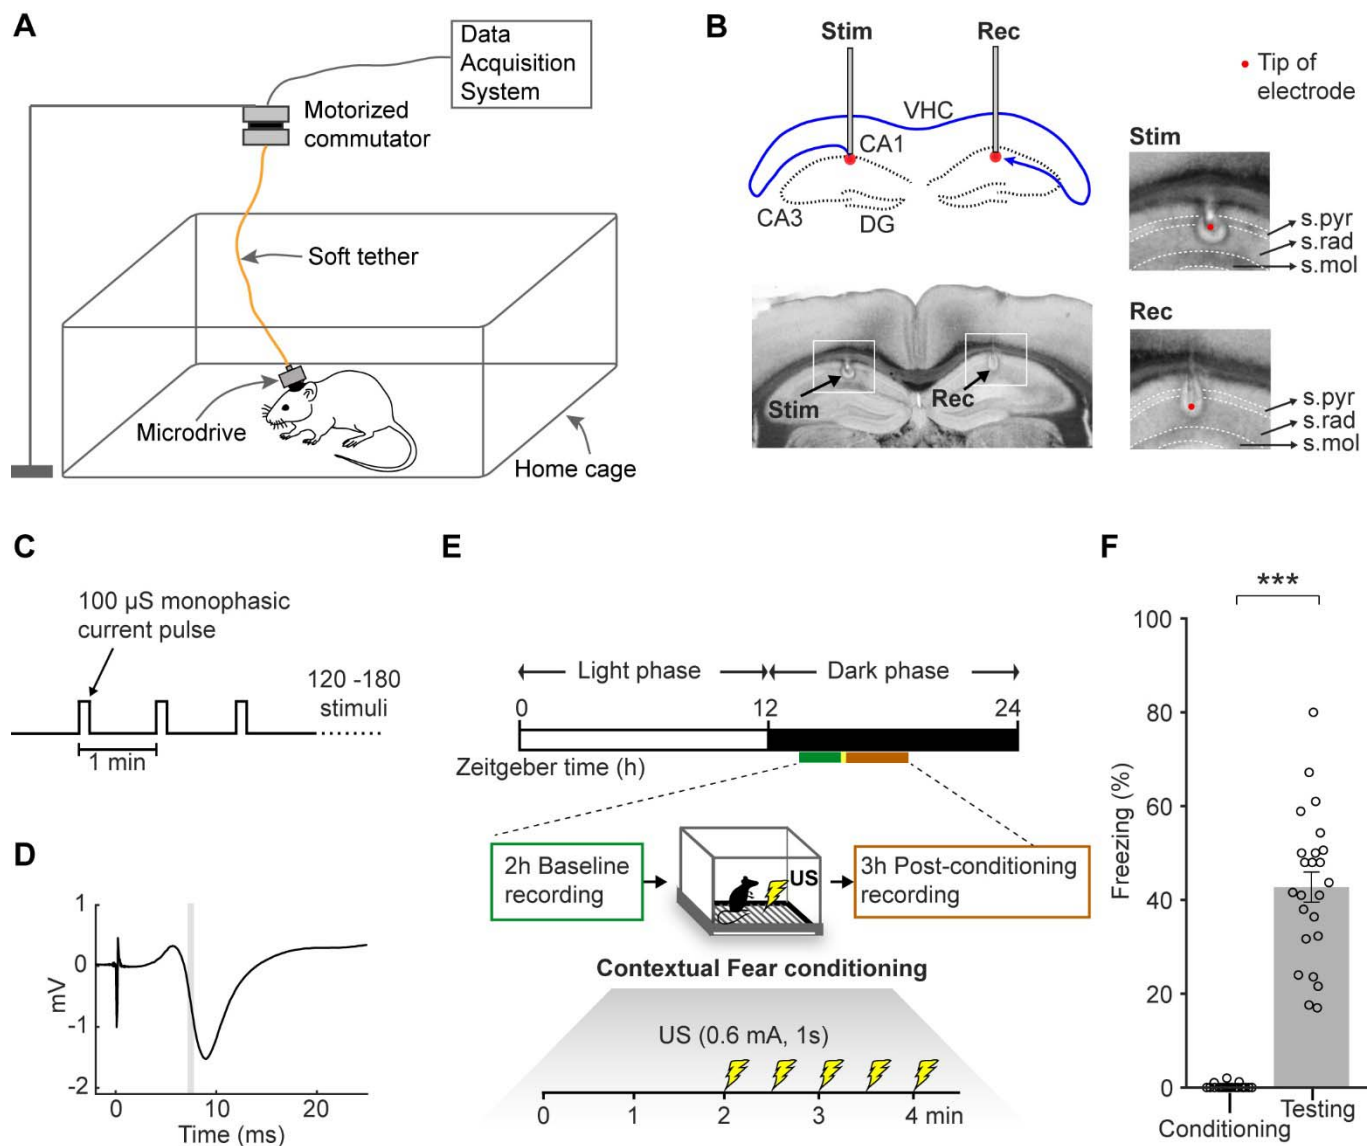 A
Data
Acquisition
System
Motorized
commutator
Soft tether
Microdrive
Home cage
B
Stim
Rec
Tip of
electrode
VHC
CA1
CA3
DG
Stim
s.pyr
s.rad
s.mol
Stim
Rec
Rec
s.pyr
s.rad
s.mol
C
100 µS monophasic
current pulse
120 -180
stimuli
1 min
D
1
0
-1
-2
mV
0
10
20
Time (ms)
E
Light phase
Dark phase
0
12
24
Zeitgeber time (h)
2h Baseline
recording
US
3h Post-conditioning
recording
Contextual Fear conditioning
US (0.6 mA, 1s)
0
1
2
3
4 min
F
***
100
80
60
40
20
0
Freezing (%)
Conditioning
Testing